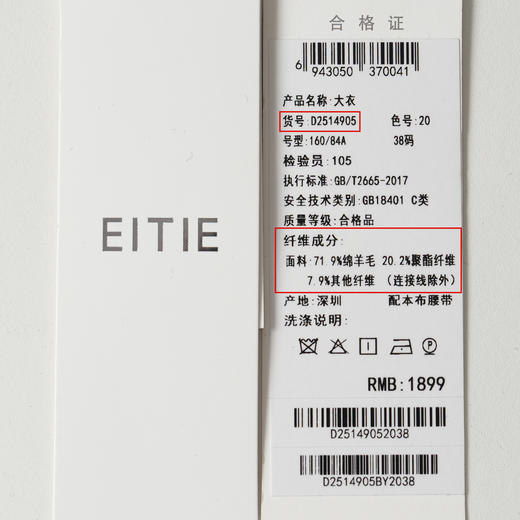 EITIE
合格证
6 943050 370041
产品名称:大衣
货号:D2514905 色号:20
号型:160/84A 38码
检验员:105
执行标准:GB/T2665-2017
安全技术类别:GB18401 C类
质量等级:合格品
纤维成分:
面料:71.9%绵羊毛 20.2%聚酯纤维
7.9%其他纤维 (连接线除外)
产地:深圳 配本布腰带
洗涤说明:
RMB:1899
D25149052038
D2514905BY2038